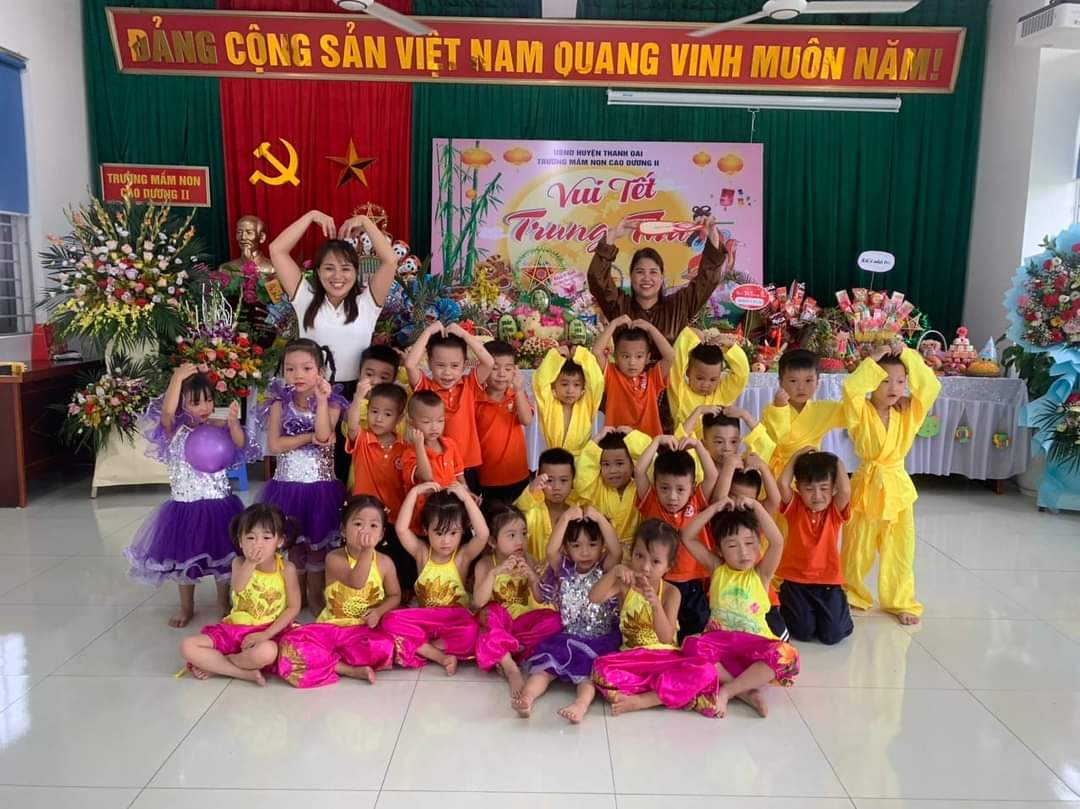 ĐẢNG CỘNG SẢN VIỆT NAM QUANG VINH MUÔN NĂM!
UBND HUYỆN THANH OAI
TRƯỜNG MẦM NON CAO DƯƠNG II
VUI TẾT
TRUNG
TRƯỜNG MẦM NON
CAO DƯƠNG II